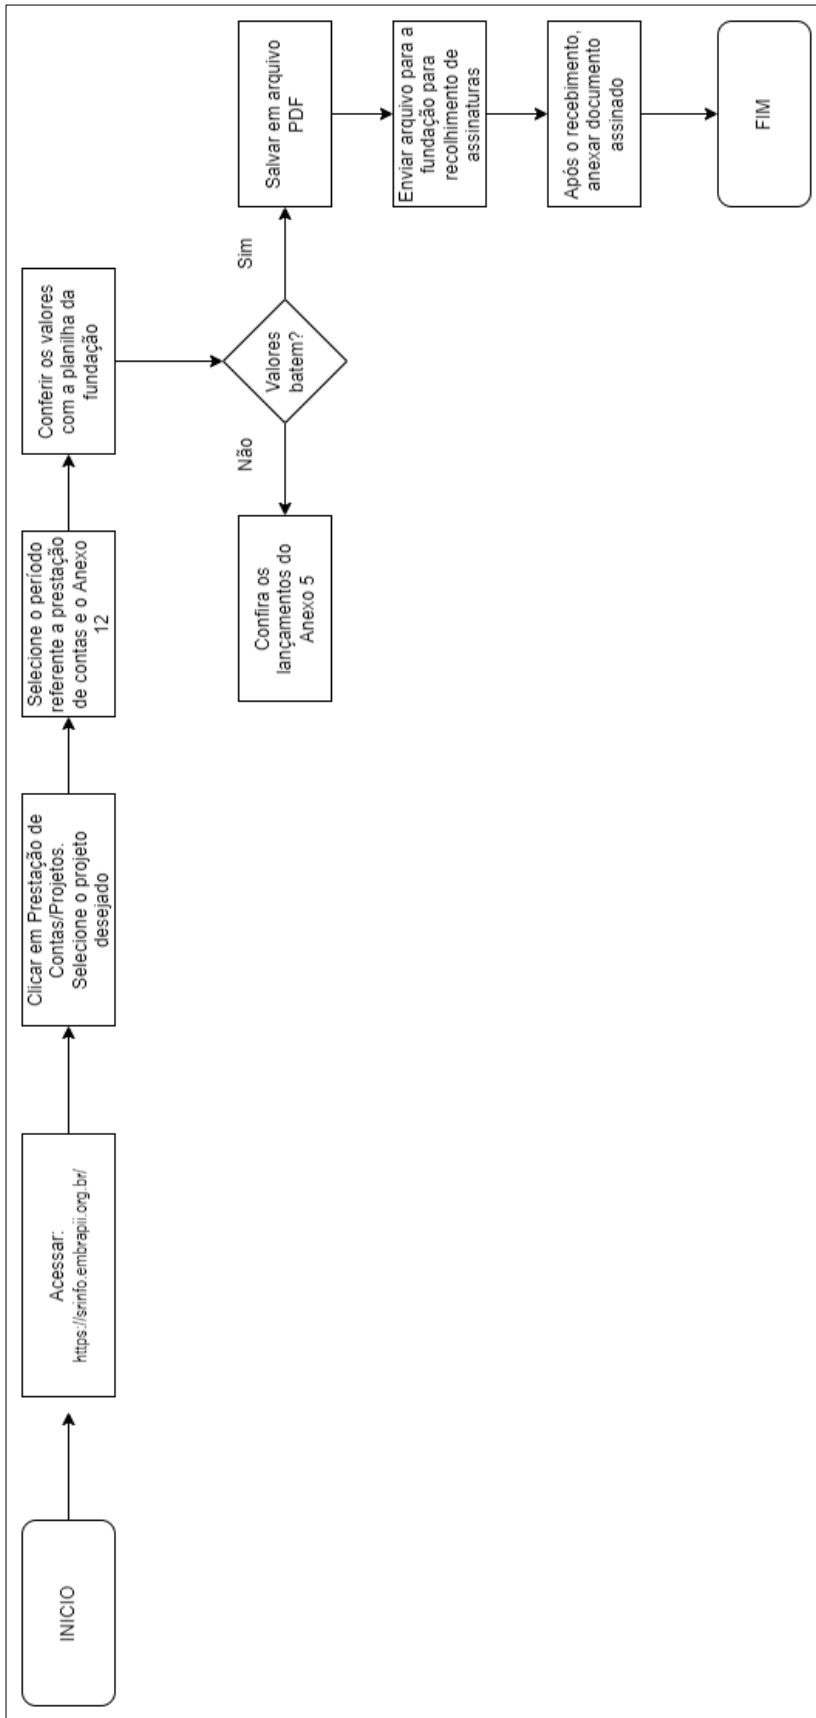 INICIO
Acessar:
https://srinfo.embrapii.org.br/
Clicar em Prestação de
Contas/Projetos.
Selecione o projeto
desejado
Selecione o período
referente a prestação
de contas e o Anexo
12
Conferir os valores
com a planilha da
fundação
Valores
batem?
Não
Confira os
lançamentos do
Anexo 5
Sim
Salvar em arquivo
PDF
Enviar arquivo para a
fundação para
recolhimento de
assinaturas
Após o recebimento,
anexar documento
assinado
FIM